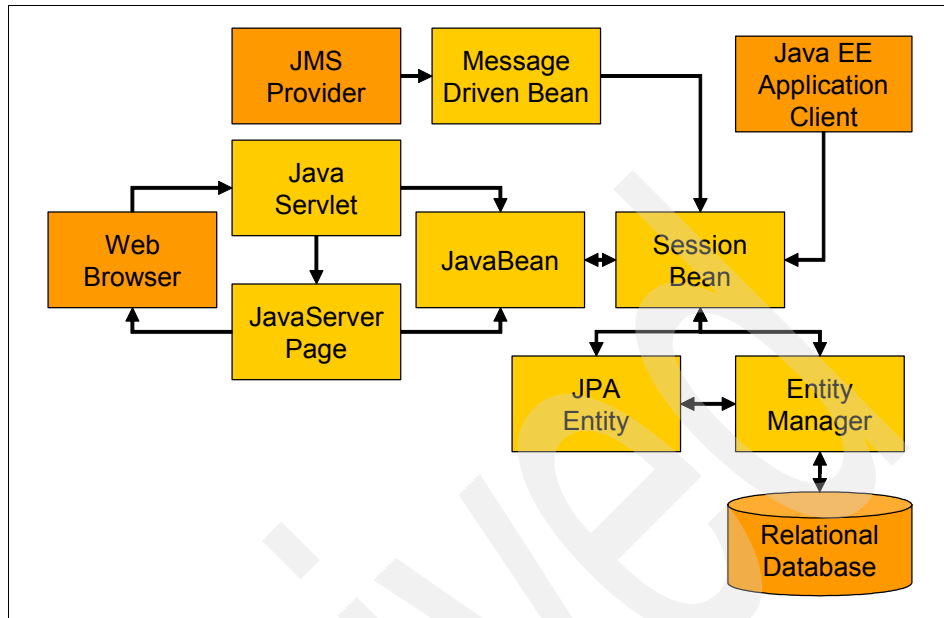 JMS
Provider
Message
Driven Bean
Java EE
Application
Client
Java
Servlet
Web
Browser
JavaBean
Session
Bean
JavaServer
Page
JPA
Entity
Entity
Manager
Relational
Database